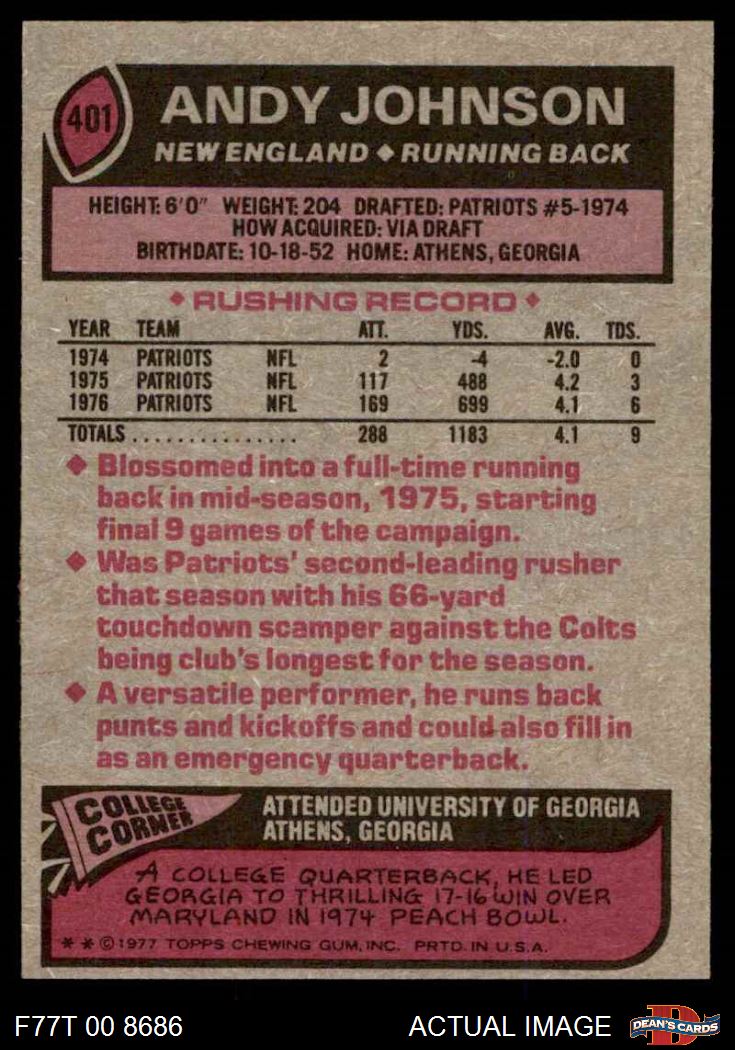 401
ANDY JOHNSON
NEW ENGLAND ♦ RUNNING BACK
HEIGHT: 6'0" WEIGHT: 204 DRAFTED: PATRIOTS #5-1974
HOW ACQUIRED: VIA DRAFT
BIRTHDATE: 10-18-52 HOME: ATHENS, GEORGIA
♦ RUSHING RECORD ♦
YEAR TEAM ATT. YDS. AVG. TDS.
1974 PATRIOTS NFL 2 -4 -2.0 0
1975 PATRIOTS NFL 117 488 4.2 3
1976 PATRIOTS NFL 169 699 4.1 6
TOTALS ............... 288 1183 4.1 9
♦ Blossomed into a full-time running
back in mid-season, 1975, starting
final 9 games of the campaign.
♦ Was Patriots' second-leading rusher
that season with his 66-yard
touchdown scamper against the Colts
being club's longest for the season.
♦ A versatile performer, he runs back
punts and kickoffs and could also fill in
as an emergency quarterback.
COLLEGE
CORNER
ATTENDED UNIVERSITY OF GEORGIA
ATHENS, GEORGIA
A COLLEGE QUARTERBACK, HE LED
GEORGIA TO THRILLING 17-16 WIN OVER
MARYLAND IN 1974 PEACH BOWL.
* * © 1977 TOPPS CHEWING GUM, INC. PRTD. IN U.S.A.
F77T 00 8686
ACTUAL IMAGE
D
DEAN'S CARDS